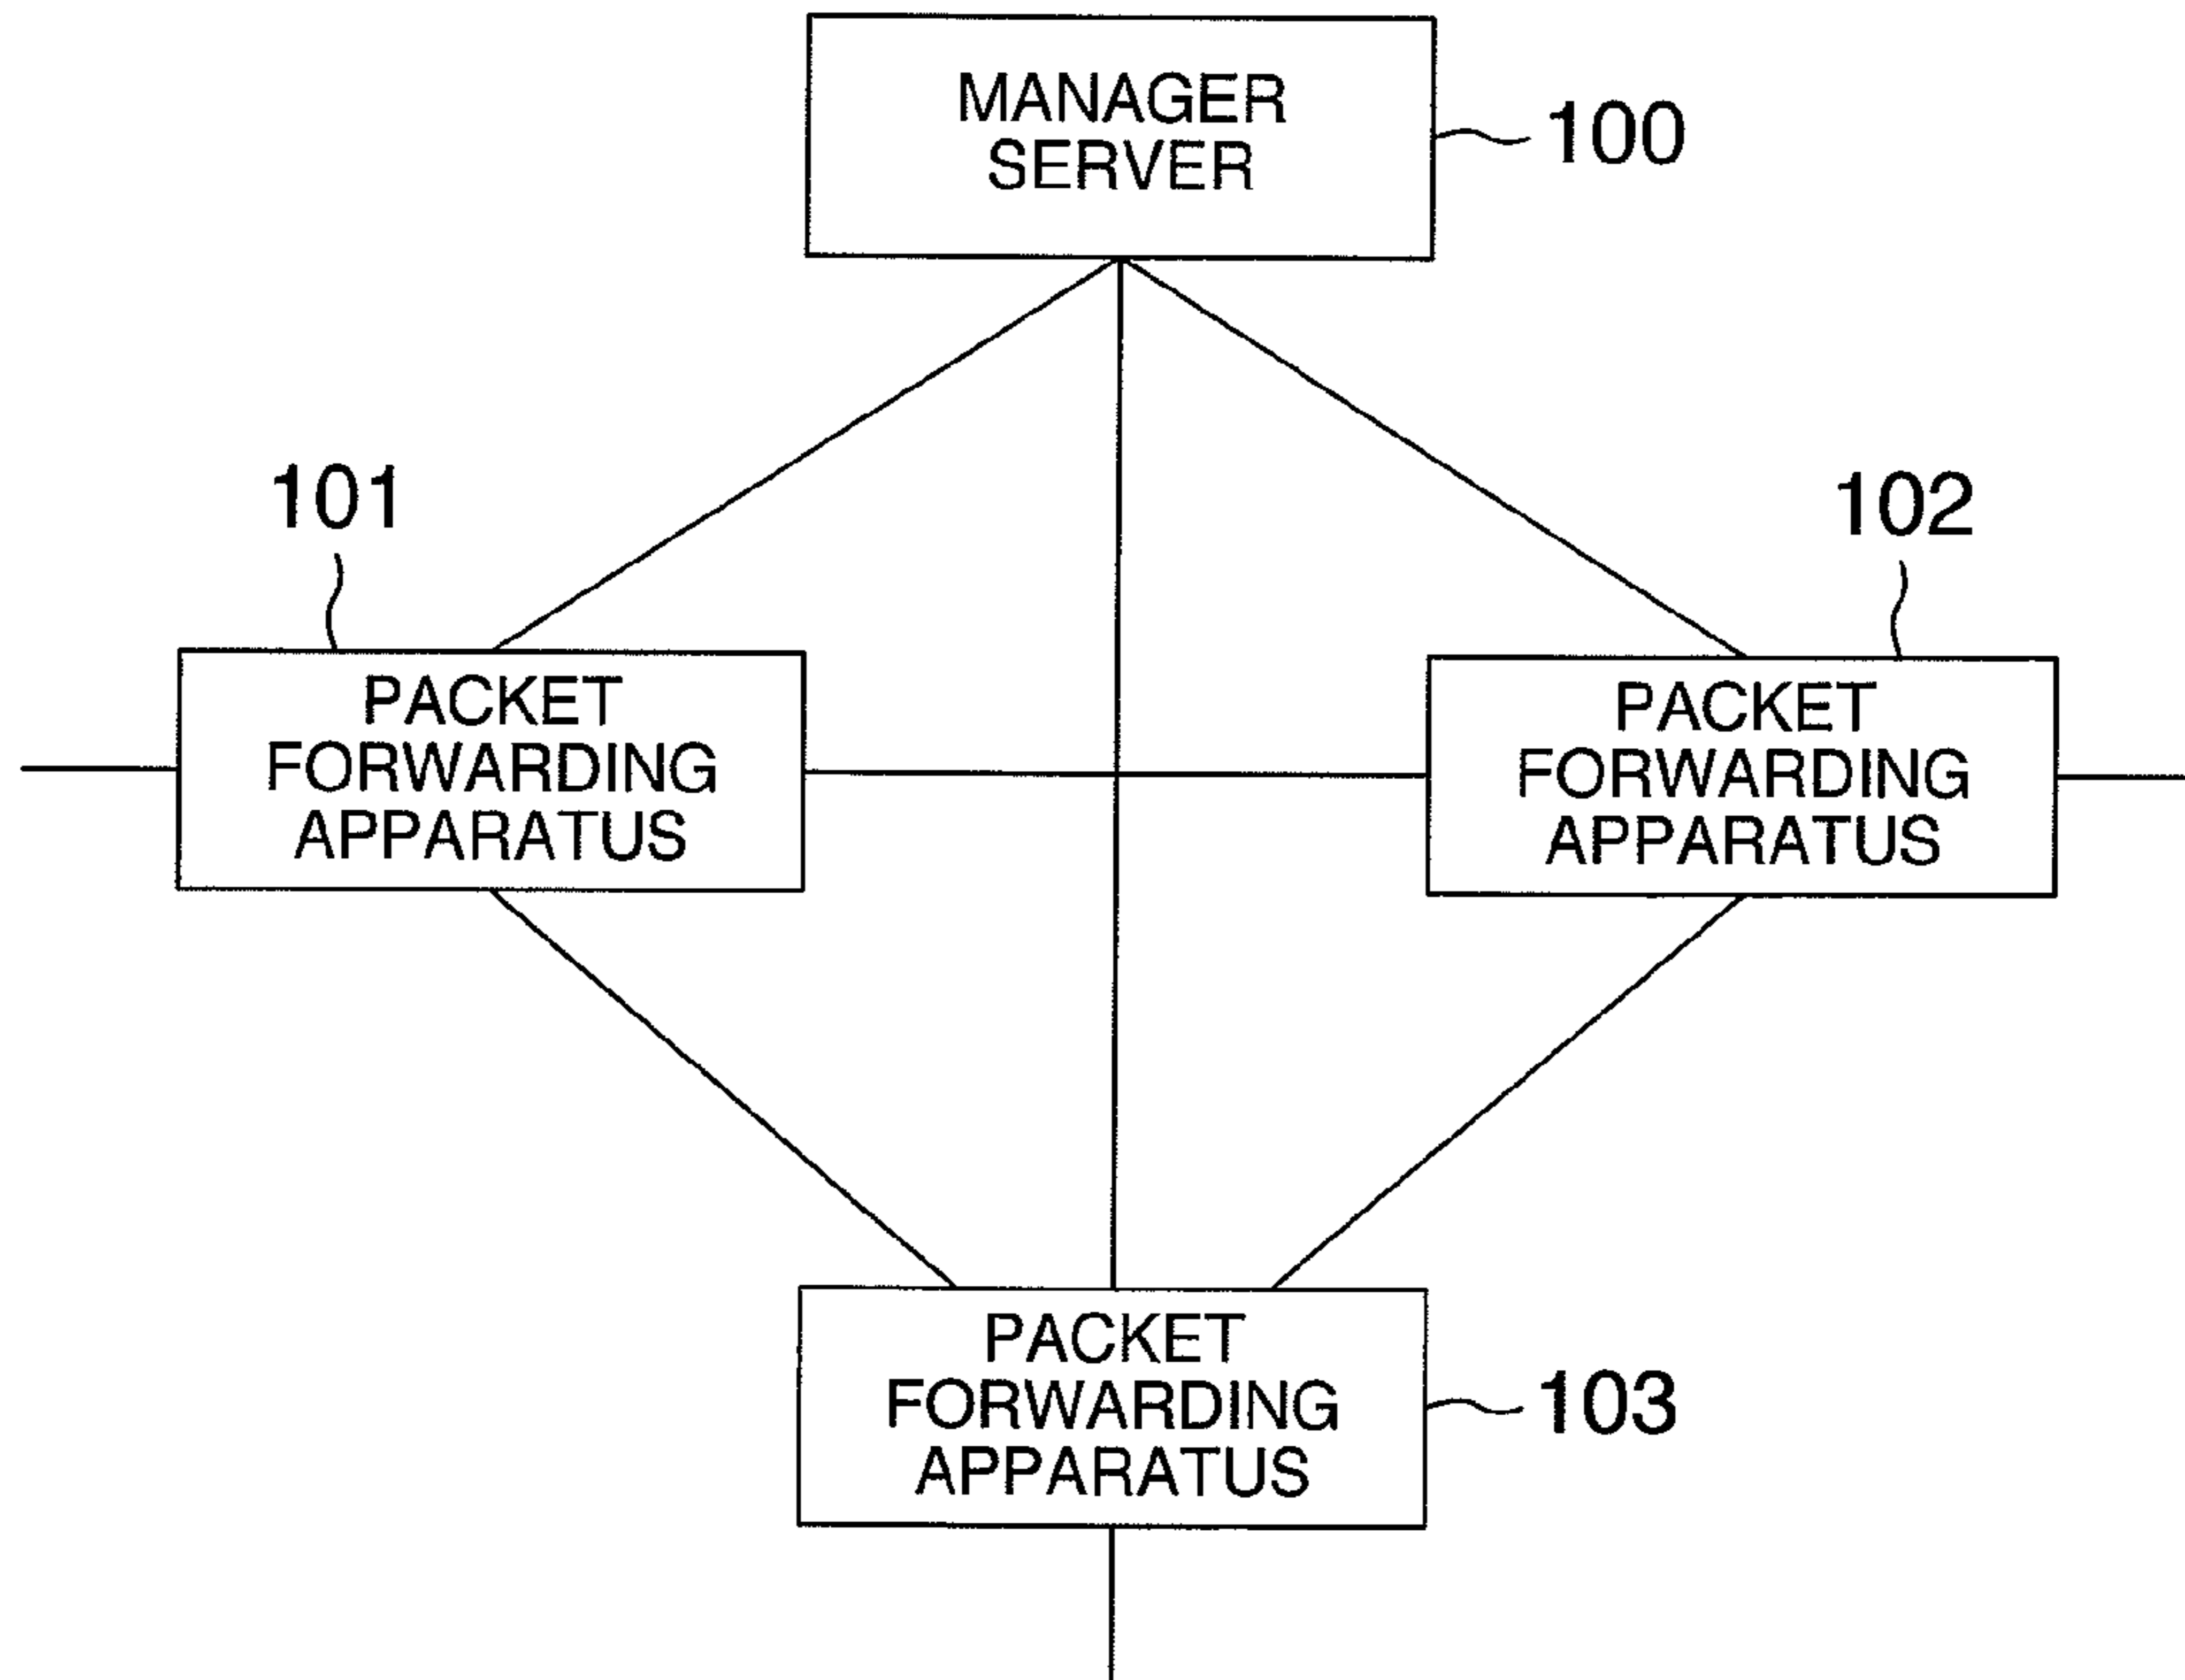 MANAGER
SERVER
100
101
102
PACKET
FORWARDING
APPARATUS
PACKET
FORWARDING
APPARATUS
PACKET
FORWARDING
APPARATUS
103